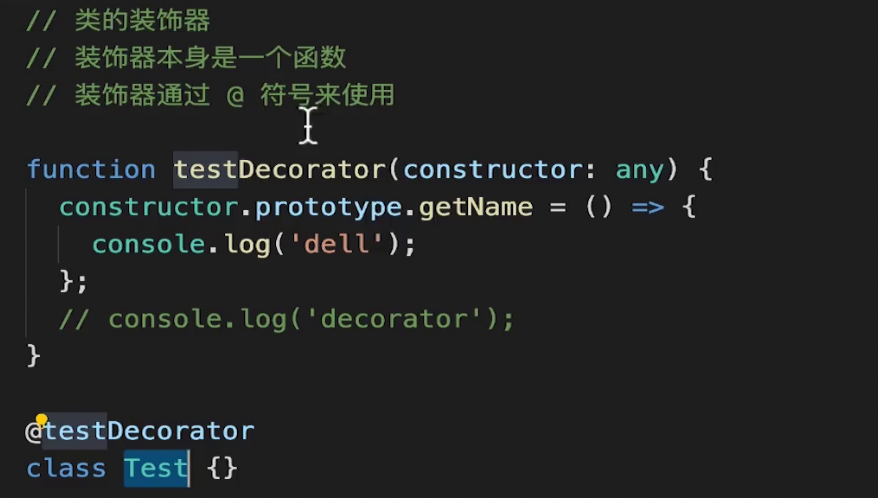 // 类的装饰器
// 装饰器本身是一个函数
// 装饰器通过 @ 符号来使用
function testDecorator(constructor: any) {
constructor.prototype.getName = () => {
console.log('dell');
};
// console.log('decorator');
}
@testDecorator
class Test {}